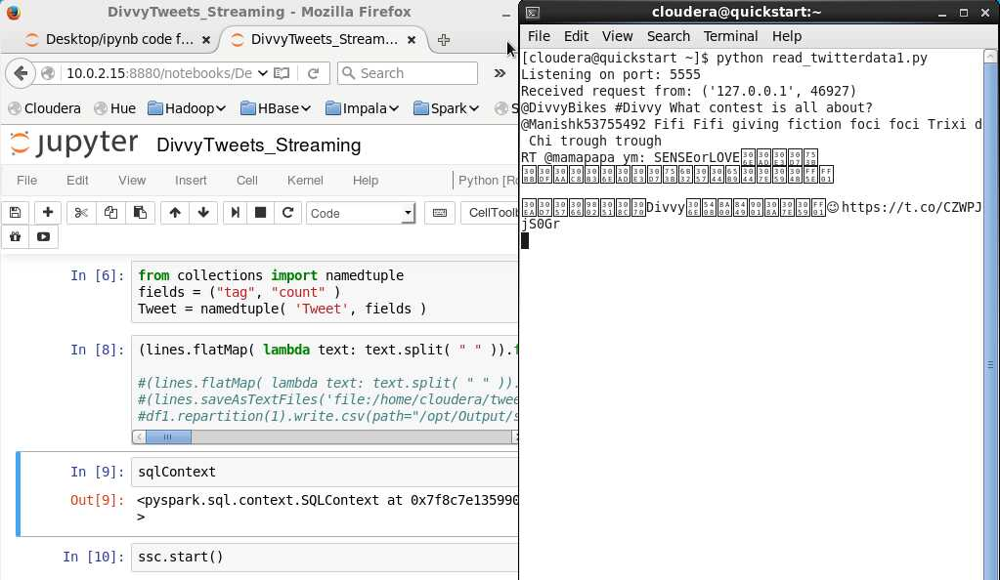 DivvyTweets_Streaming - Mozilla Firefox
Desktop/ipynb code f...
DivvyTweets_Stream...
10.0.2.15:8880/notebooks/De
Search
Cloudera
Hue
Hadoop
HBase
Impala
Spark
S
jupyter
DivvyTweets_Streaming
File Edit View Insert Cell Kernel Help
Python [Ro
Code
CellToolb
In [6]:
from collections import namedtuple
fields = ("tag", "count" )
Tweet = namedtuple( 'Tweet', fields )
In [8]:
(lines.flatMap( lambda text: text.split( " " )).f
#(lines.flatMap( lambda text: text.split( " " )).
#(lines.saveAsTextFiles('file:/home/cloudera/twee
#df1.repartition(1).write.csv(path="/opt/Output/s
In [9]:
sqlContext
Out[9]:
<pyspark.sql.context.SQLContext at 0x7f8c7e135990
>
In [10]:
ssc.start()
cloudera@quickstart:~
File Edit View Search Terminal Help
[cloudera@quickstart ~]$ python read_twitterdata1.py
Listening on port: 5555
Received request from: ('127.0.0.1', 46927)
@DivvyBikes #Divvy What contest is all about?
@Manishk53755492 Fifi Fifi giving fiction foci foci Trixi d
Chi trough trough
RT @mamapapa_ym: SENSEorLOVE
Divvy ☺https://t.co/CZWPJ
jS0Gr